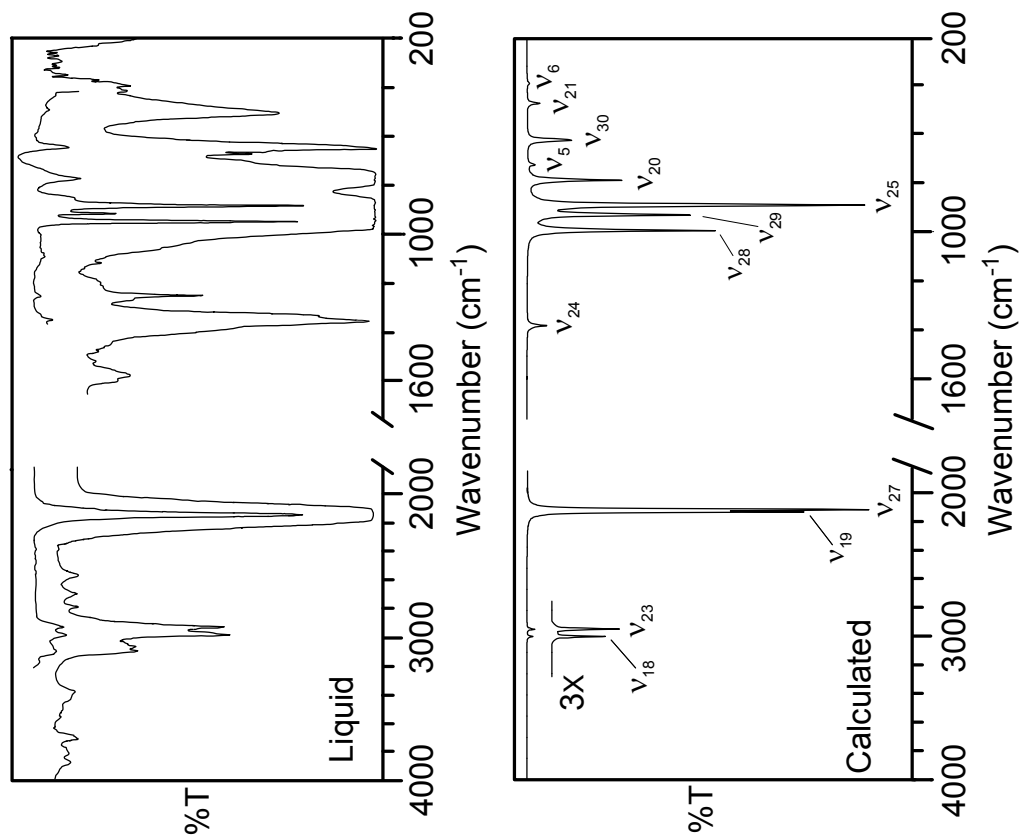 %T
Liquid
4000 3000 2000 1600 1000 200
Wavenumber (cm⁻¹)
%T
3X
ν₁₈
ν₂₃
ν₁₉
ν₂₇
ν₂₄
ν₂₈
ν₂₉
ν₂₅
ν₂₀
ν₅
ν₃₀
ν₂₁
ν₆
Calculated
4000 3000 2000 1600 1000 200
Wavenumber (cm⁻¹)